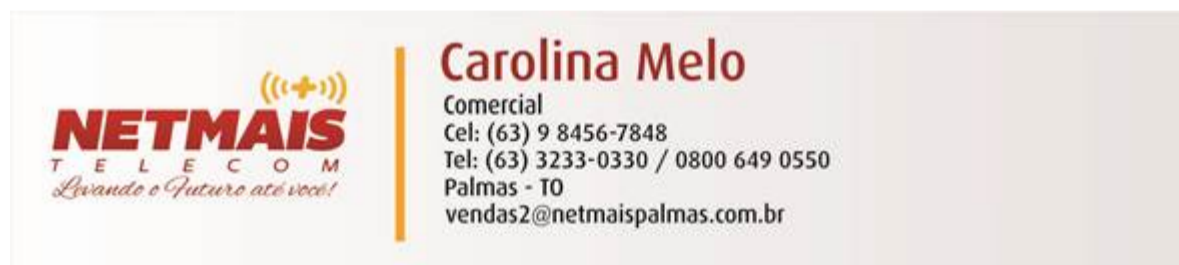 ((+))
NETMAIS
TELECOM
Levando o Futuro até você!
Carolina Melo
Comercial
Cel: (63) 9 8456-7848
Tel: (63) 3233-0330 / 0800 649 0550
Palmas - TO
vendas2@netmaispalmas.com.br